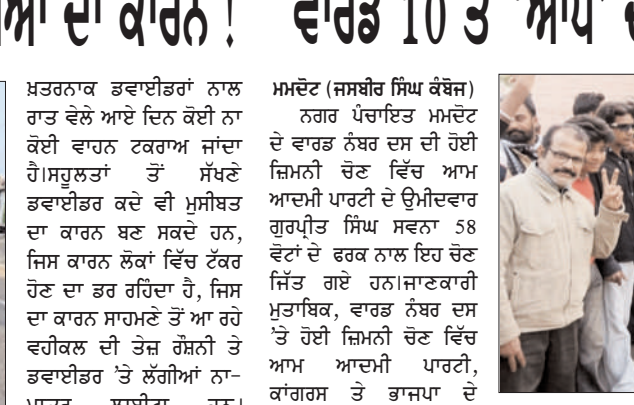 ਦਾ ਕਾਰਨ !
ਵਾਰਡ 10 ਤੋਂ 'ਆਪ'
ਖ਼ਤਰਨਾਕ ਡਵਾਈਡਰਾਂ ਨਾਲ
ਰਾਤ ਵੇਲੇ ਆਏ ਦਿਨ ਕੋਈ ਨਾ
ਕੋਈ ਵਾਹਨ ਟਕਰਾਅ ਜਾਂਦਾ
ਹੈ।ਸਹੂਲਤਾਂ ਤੋਂ ਸੱਖਣੇ
ਡਵਾਈਡਰ ਕਦੇ ਵੀ ਮੁਸੀਬਤ
ਦਾ ਕਾਰਨ ਬਣ ਸਕਦੇ ਹਨ,
ਜਿਸ ਕਾਰਨ ਲੋਕਾਂ ਵਿੱਚ ਟੱਕਰ
ਹੋਣ ਦਾ ਡਰ ਰਹਿੰਦਾ ਹੈ, ਜਿਸ
ਦਾ ਕਾਰਨ ਸਾਹਮਣੇ ਤੋਂ ਆ ਰਹੇ
ਵਹੀਕਲ ਦੀ ਤੇਜ਼ ਰੌਸ਼ਨੀ ਤੇ
ਡਵਾਈਡਰ 'ਤੇ ਲੱਗੀਆਂ ਨਾ-
ਹਨ।
ਮਮਦੋਟ (ਜਸਬੀਰ ਸਿੰਘ ਕੰਬੋਜ)
ਨਗਰ ਪੰਚਾਇਤ ਮਮਦੋਟ
ਦੇ ਵਾਰਡ ਨੰਬਰ ਦਸ ਦੀ ਹੋਈ
ਜ਼ਿਮਨੀ ਚੋਣ ਵਿੱਚ ਆਮ
ਆਦਮੀ ਪਾਰਟੀ ਦੇ ਉਮੀਦਵਾਰ
ਗੁਰਪ੍ਰੀਤ ਸਿੰਘ ਸਵਨਾ 58
ਵੋਟਾਂ ਦੇ ਫਰਕ ਨਾਲ ਇਹ ਚੋਣ
ਜਿੱਤ ਗਏ ਹਨ।ਜਾਣਕਾਰੀ
ਮੁਤਾਬਿਕ, ਵਾਰਡ ਨੰਬਰ ਦਸ
'ਤੇ ਹੋਈ ਜ਼ਿਮਨੀ ਚੋਣ ਵਿੱਚ
ਆਮ ਆਦਮੀ ਪਾਰਟੀ,
ਕਾਂਗਰਸ ਤੇ ਭਾਜਪਾ ਦੇ